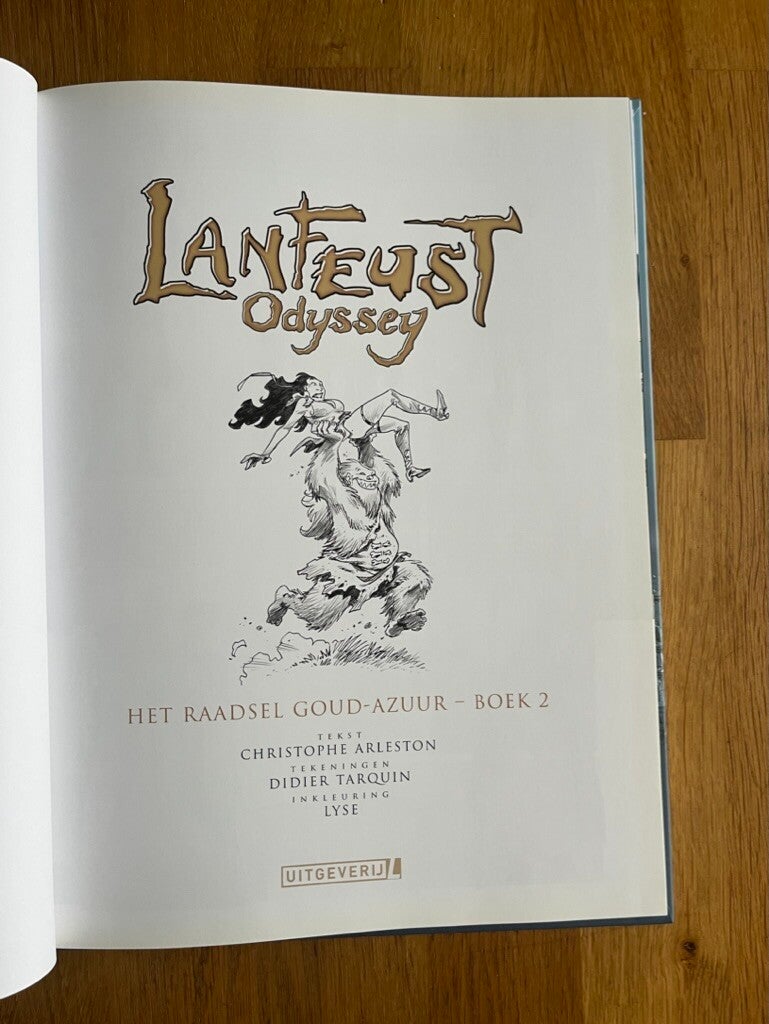 LANFEUST
Odyssey
HET RAADSEL GOUD-AZUUR – BOEK 2
TEKST
CHRISTOPHE ARLESTON
TEKENINGEN
DIDIER TARQUIN
INKLEURING
LYSE
UITGEVERIJ L